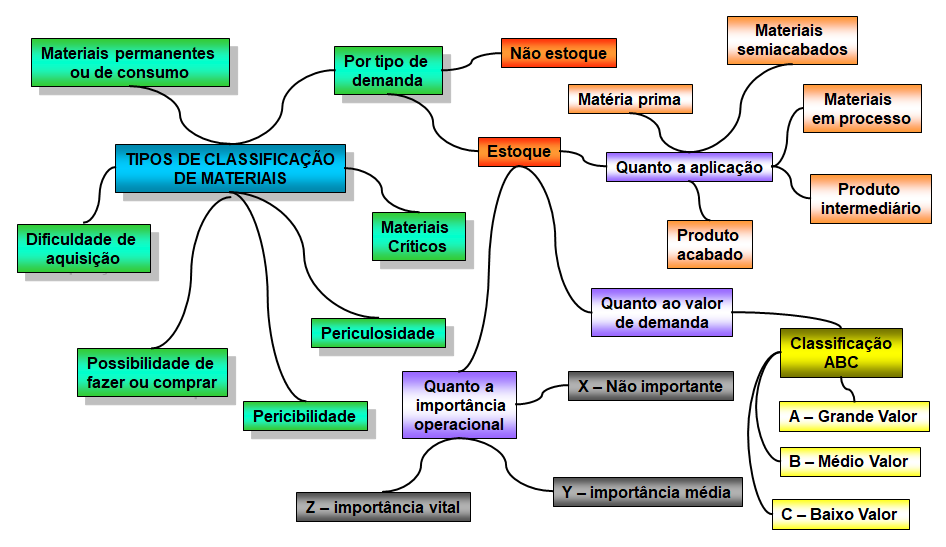 Materiais permanentes
ou de consumo
Por tipo de
demanda
Não estoque
Materiais
semiacabados
Matéria prima
Materiais
em processo
TIPOS DE CLASSIFICAÇÃO
DE MATERIAIS
Estoque
Quanto a aplicação
Produto
intermediário
Dificuldade de
aquisição
Materiais
Críticos
Produto
acabado
Quanto ao valor
de demanda
Periculosidade
Classificação
ABC
Possibilidade de
fazer ou comprar
Quanto a
importância
operacional
X – Não importante
Pericibilidade
A – Grande Valor
B – Médio Valor
Z – importância vital
Y – importância média
C – Baixo Valor